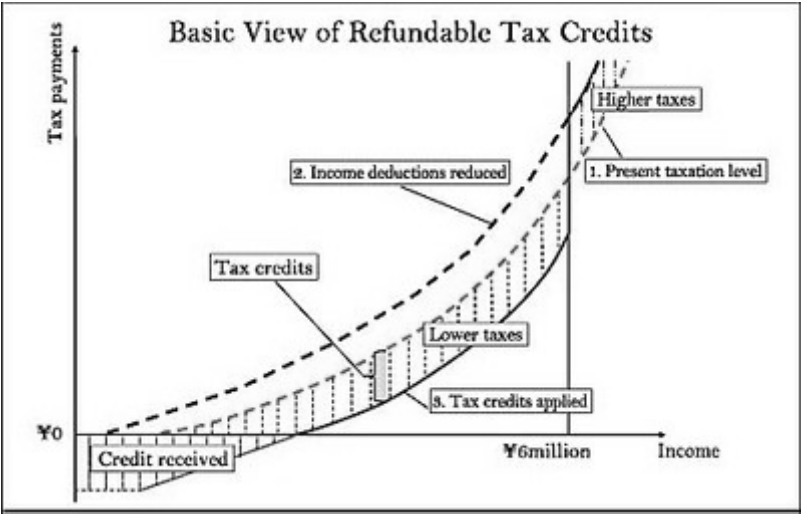 Basic View of Refundable Tax Credits
Tax payments
Higher taxes
2. Income deductions reduced
1. Present taxation level
Tax credits
Lower taxes
3. Tax credits applied
¥0
Credit received
¥6million
Income